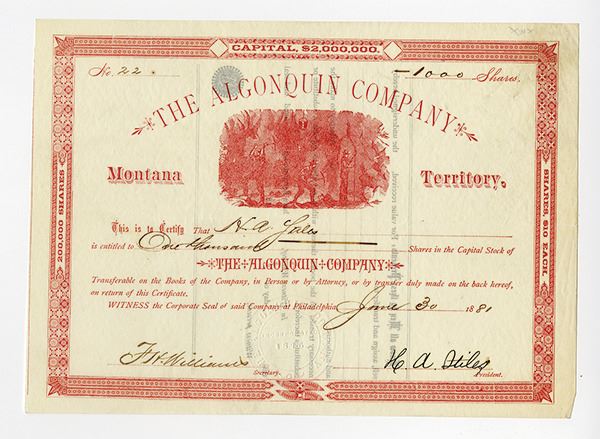 CAPITAL, $2,000,000.
No. 22 — 1000 Shares.
THE ALGONQUIN COMPANY
Montana Territory.
200,000 SHARES
SHARES, $10 EACH.
This is to Certify That H. A.
is entitled to One thousand Shares in the Capital Stock of
THE ALGONQUIN COMPANY
Transferable on the Books of the Company, in Person or by Attorney, or by transfer duly made on the back hereof,
on return of this Certificate.
WITNESS the Corporate Seal of said Company at Philadelphia June 30 1881
F. H. Williams H. A. Stiles
Secretary. President.